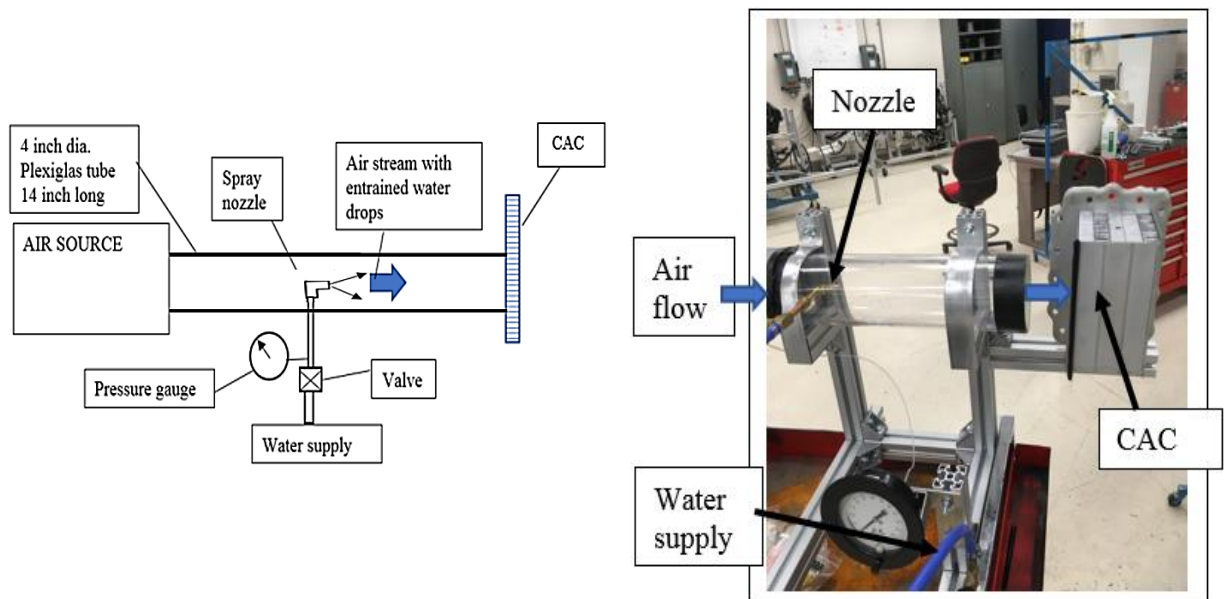 4 inch dia.
Plexiglas tube
14 inch long
AIR SOURCE
Spray
nozzle
Air stream with
entrained water
drops
CAC
Pressure gauge
Valve
Water supply
Nozzle
Air
flow
Water
supply
CAC